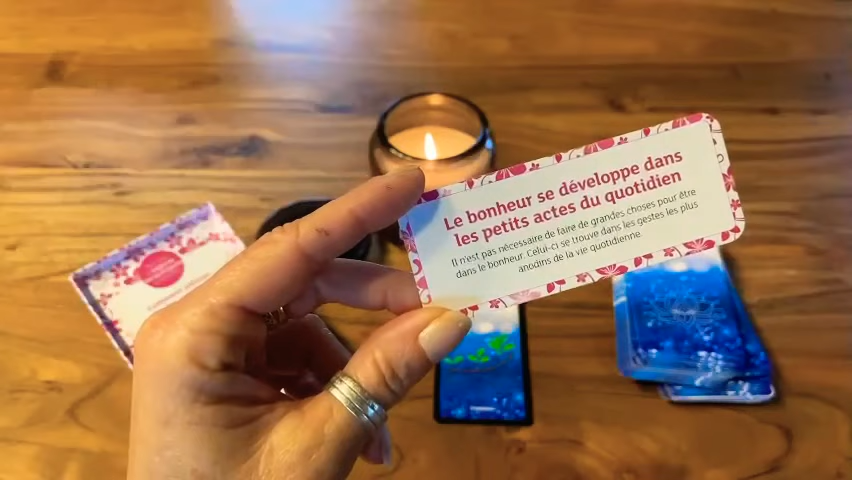 Le bonheur se développe dans
les petits actes du quotidien
Il n'est pas nécessaire de faire de grandes choses pour être
dans le bonheur. Celui-ci se trouve dans les gestes les plus
anodins de la vie quotidienne.